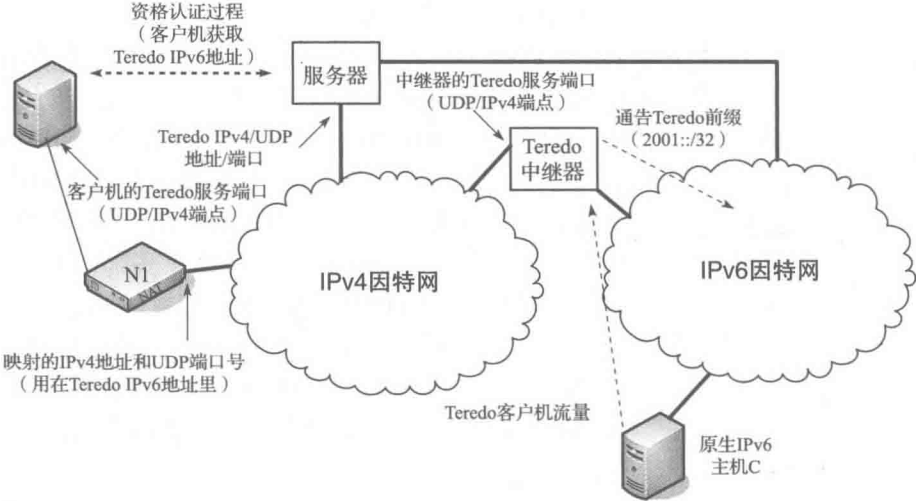 资格认证过程
（客户机获取
Teredo IPv6地址）
服务器
中继器的Teredo服务端口
（UDP/IPv4端点）
通告Teredo前缀
（2001::/32）
Teredo IPv4/UDP
地址/端口
Teredo
中继器
客户机的Teredo服务端口
（UDP/IPv4端点）
N1
NAT
IPv4因特网
IPv6因特网
映射的IPv4地址和UDP端口号
（用在Teredo IPv6地址里）
Teredo客户机流量
原生IPv6
主机C